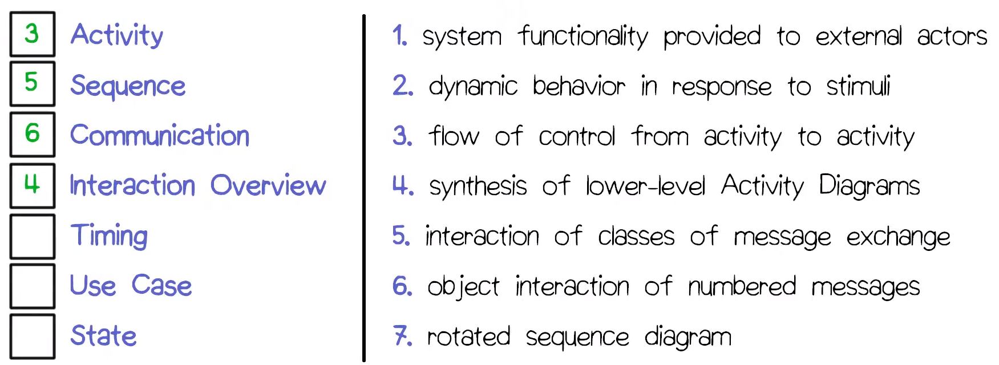 3 Activity
5 Sequence
6 Communication
4 Interaction Overview
Timing
Use Case
State
1. system functionality provided to external actors
2. dynamic behavior in response to stimuli
3. flow of control from activity to activity
4. synthesis of lower-level Activity Diagrams
5. interaction of classes of message exchange
6. object interaction of numbered messages
7. rotated sequence diagram